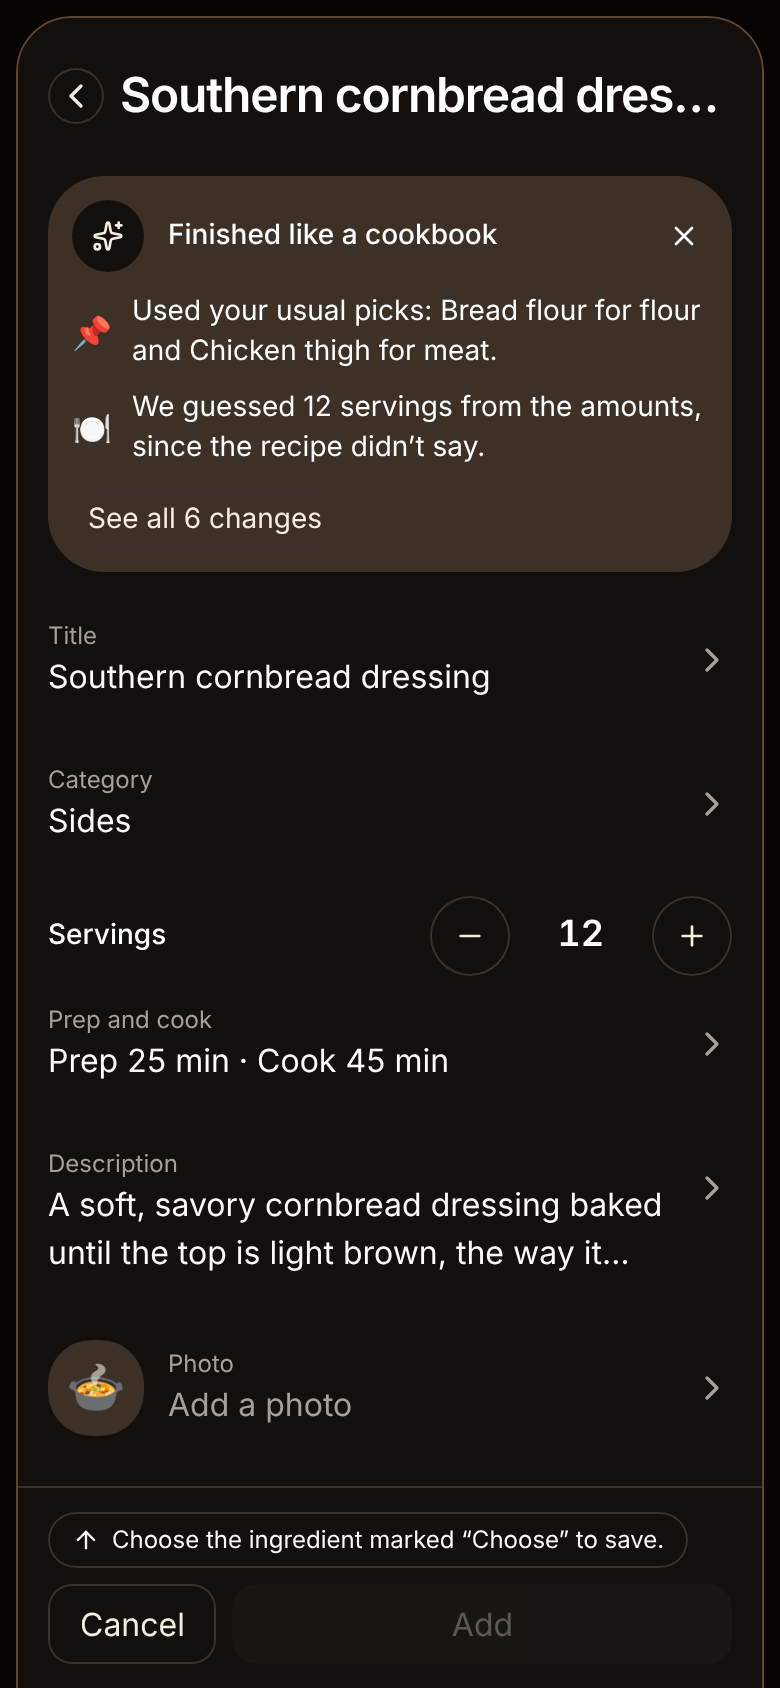 Southern cornbread dres…
Finished like a cookbook
Used your usual picks: Bread flour for flour
and Chicken thigh for meat.
We guessed 12 servings from the amounts,
since the recipe didn’t say.
See all 6 changes
Title
Southern cornbread dressing
Category
Sides
Servings
12
Prep and cook
Prep 25 min · Cook 45 min
Description
A soft, savory cornbread dressing baked
until the top is light brown, the way it…
Photo
Add a photo
Choose the ingredient marked “Choose” to save.
Cancel
Add